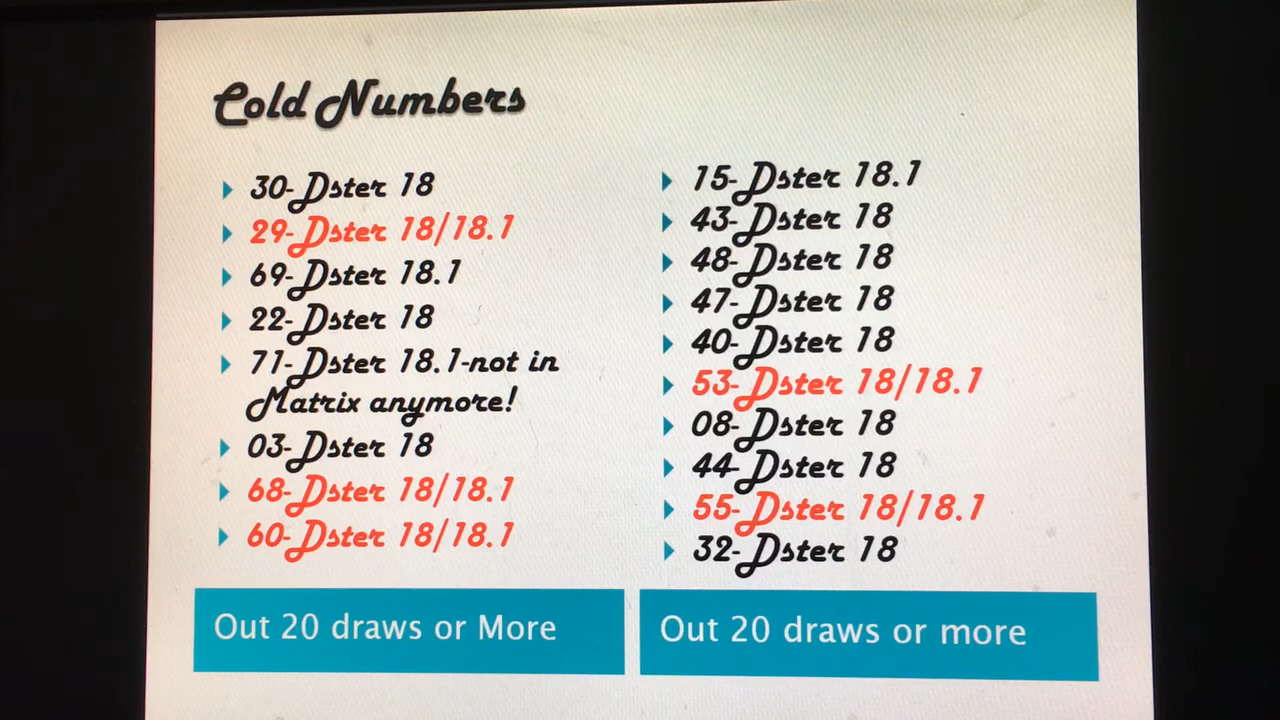 Cold Numbers
30-Dster 18
29-Dster 18/18.1
69-Dster 18.1
22-Dster 18
71-Dster 18.1-not in
Matrix anymore!
03-Dster 18
68-Dster 18/18.1
60-Dster 18/18.1
Out 20 draws or More
15-Dster 18.1
43-Dster 18
48-Dster 18
47-Dster 18
40-Dster 18
53-Dster 18/18.1
08-Dster 18
44-Dster 18
55-Dster 18/18.1
32-Dster 18
Out 20 draws or more